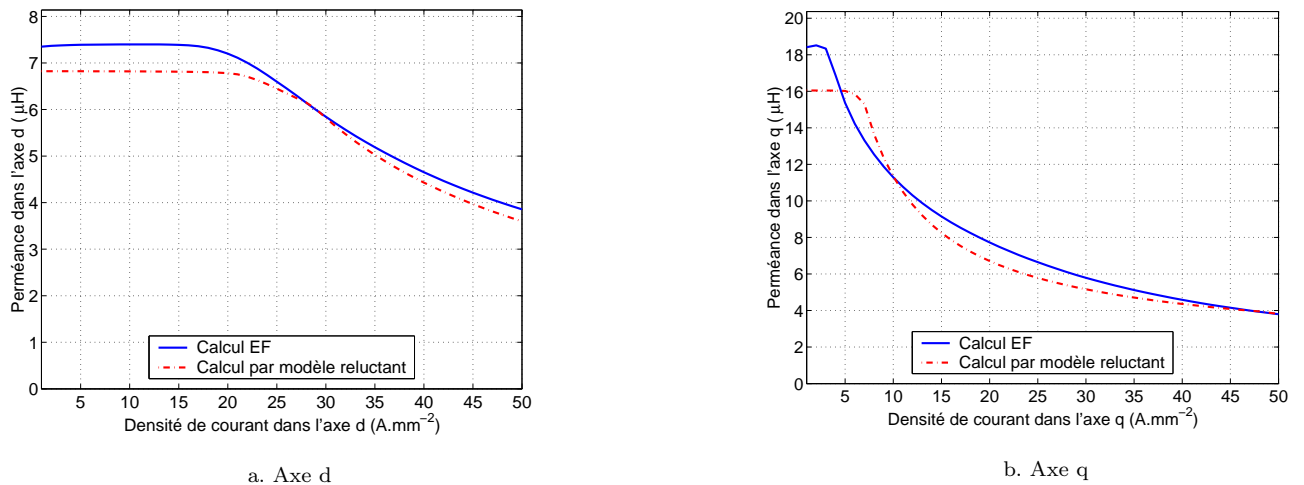 8
7
6
5
4
3
2
1
0
Perméance dans l'axe d (μH)
Calcul EF
Calcul par modèle reluctant
5 10 15 20 25 30 35 40 45 50
Densité de courant dans l'axe d (A.mm⁻²)
a. Axe d
20
18
16
14
12
10
8
6
4
2
0
Perméance dans l'axe q (μH)
Calcul EF
Calcul par modèle reluctant
5 10 15 20 25 30 35 40 45 50
Densité de courant dans l'axe q (A.mm⁻²)
b. Axe q